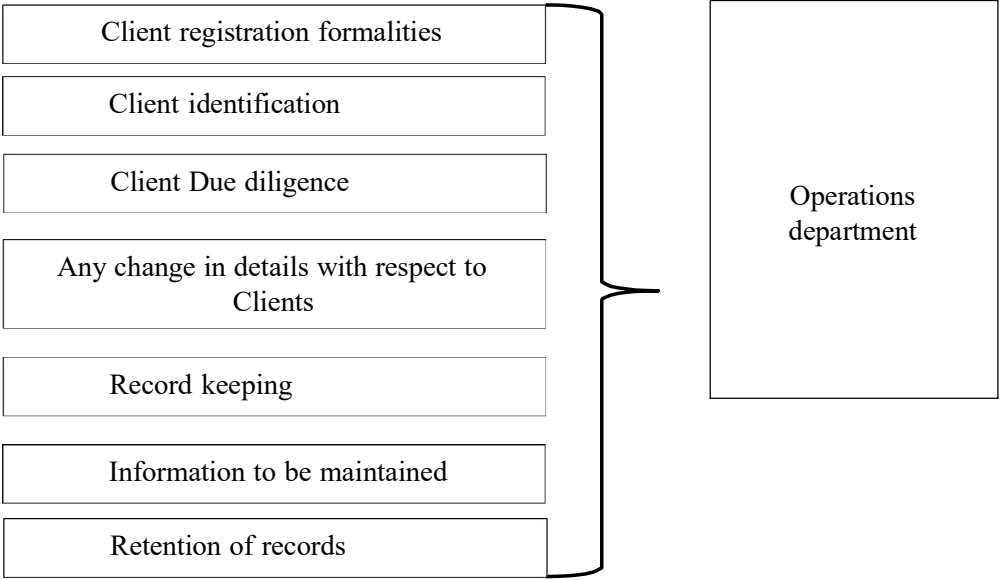 Client registration formalities
Client identification
Client Due diligence
Any change in details with respect to
Clients
Record keeping
Information to be maintained
Retention of records
Operations
department